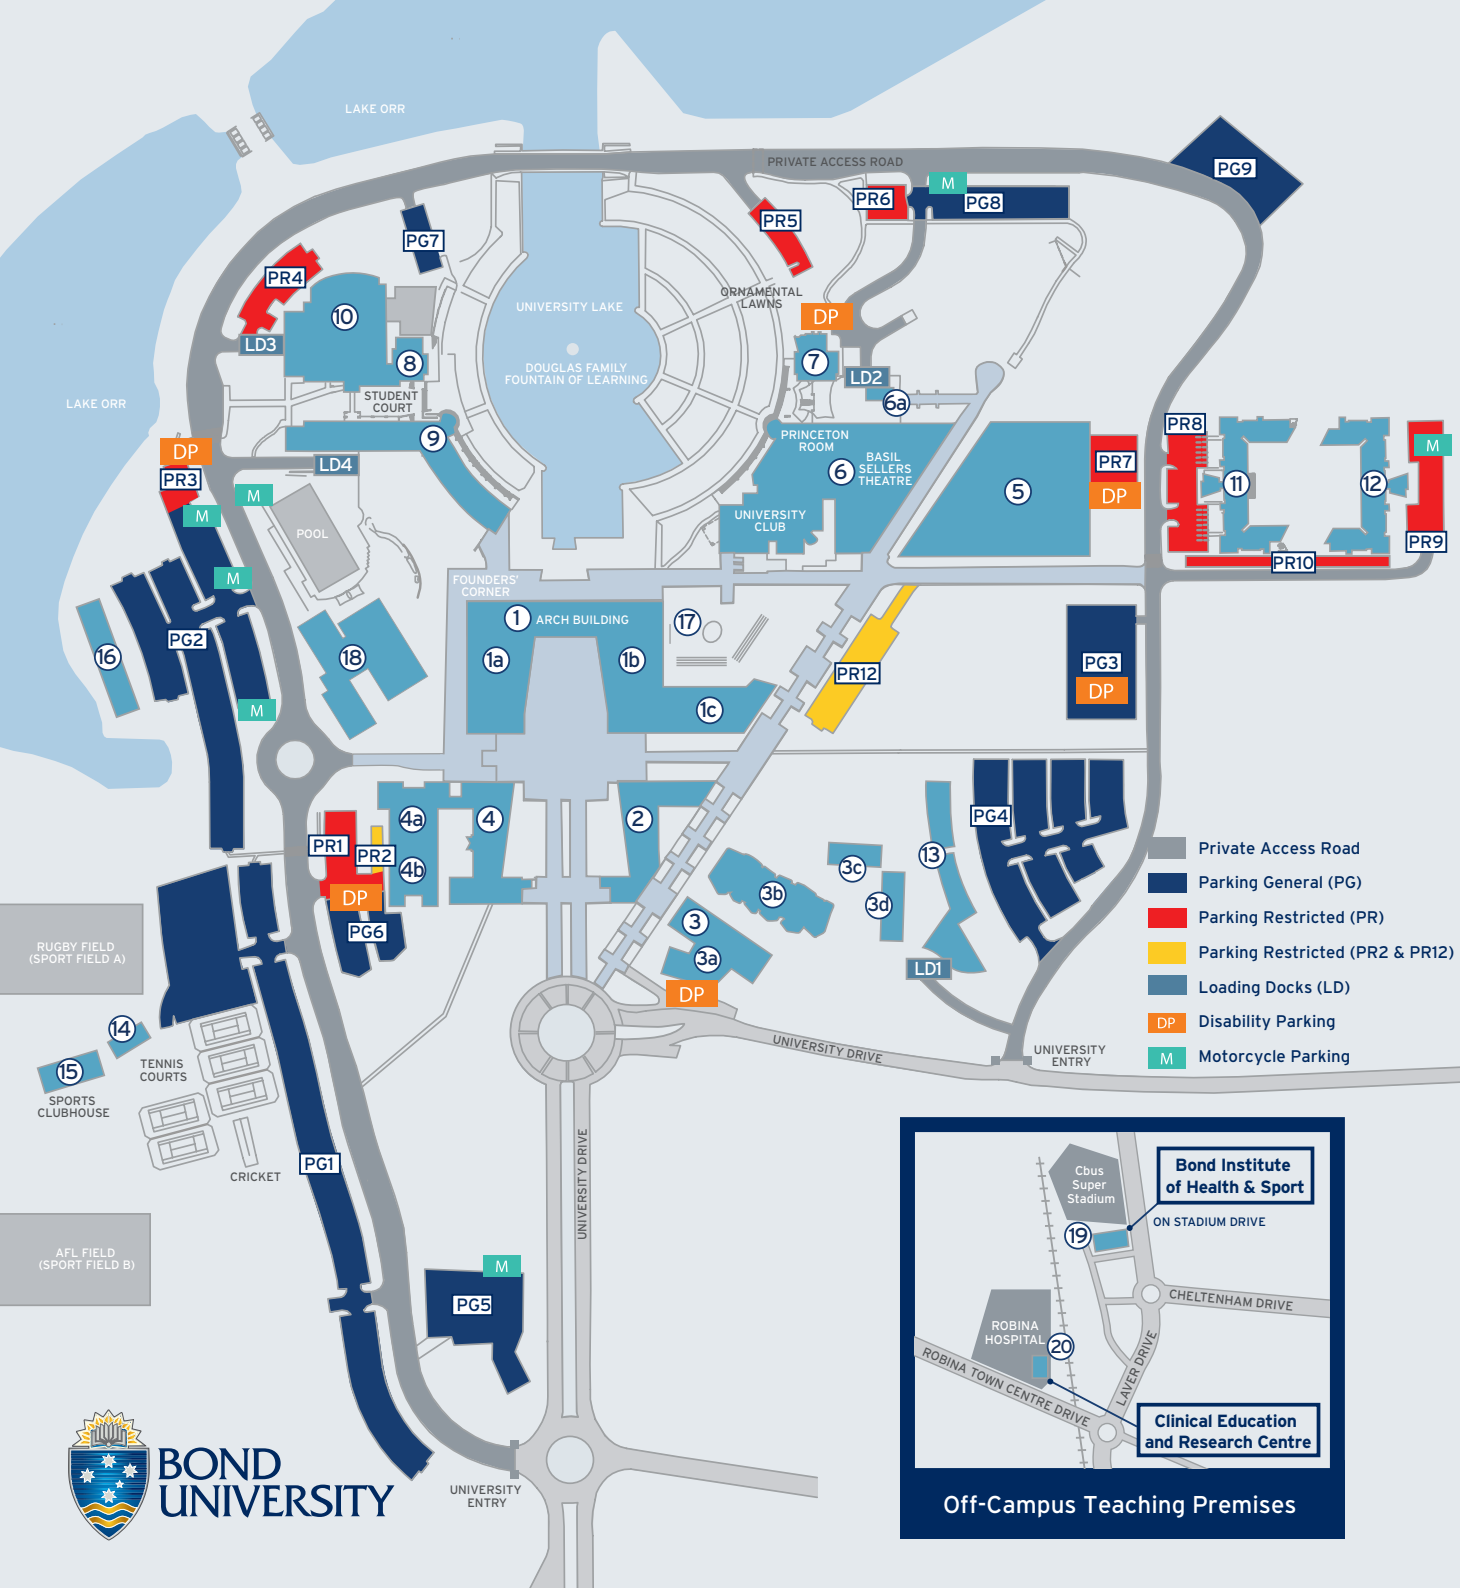 LAKE ORR
PRIVATE ACCESS ROAD
PG9
M
PR6
PG8
PR5
PG7
PR4
ORNAMENTAL
LAWNS
UNIVERSITY LAKE
DP
10
LD3
8
7
LD2
DOUGLAS FAMILY
FOUNTAIN OF LEARNING
6a
STUDENT
COURT
LAKE ORR
9
PRINCETON
ROOM
6
BASIL
SELLERS
THEATRE
PR8
M
DP
LD4
PR7
PR3
5
DP
11
12
M
M
POOL
UNIVERSITY
CLUB
PR9
PR10
M
FOUNDERS'
CORNER
1
ARCH BUILDING
17
16
PG2
18
1a
1b
PR12
PG3
DP
M
1c
PR1
PR2
4a
4b
4
2
DP
PG6
PG4
3c
13
3b
3d
3
3a
LD1
DP
Private Access Road
Parking General (PG)
Parking Restricted (PR)
Parking Restricted (PR2 & PR12)
Loading Docks (LD)
DP Disability Parking
M Motorcycle Parking
RUGBY FIELD
(SPORT FIELD A)
14
15
TENNIS
COURTS
SPORTS
CLUBHOUSE
UNIVERSITY DRIVE
UNIVERSITY
ENTRY
CRICKET
PG1
UNIVERSITY DRIVE
AFL FIELD
(SPORT FIELD B)
M
PG5
UNIVERSITY
ENTRY
BOND
UNIVERSITY
Cbus
Super
Stadium
Bond Institute
of Health & Sport
ON STADIUM DRIVE
19
CHELTENHAM DRIVE
ROBINA
HOSPITAL
20
LAVER DRIVE
ROBINA TOWN CENTRE DRIVE
Clinical Education
and Research Centre
Off-Campus Teaching Premises